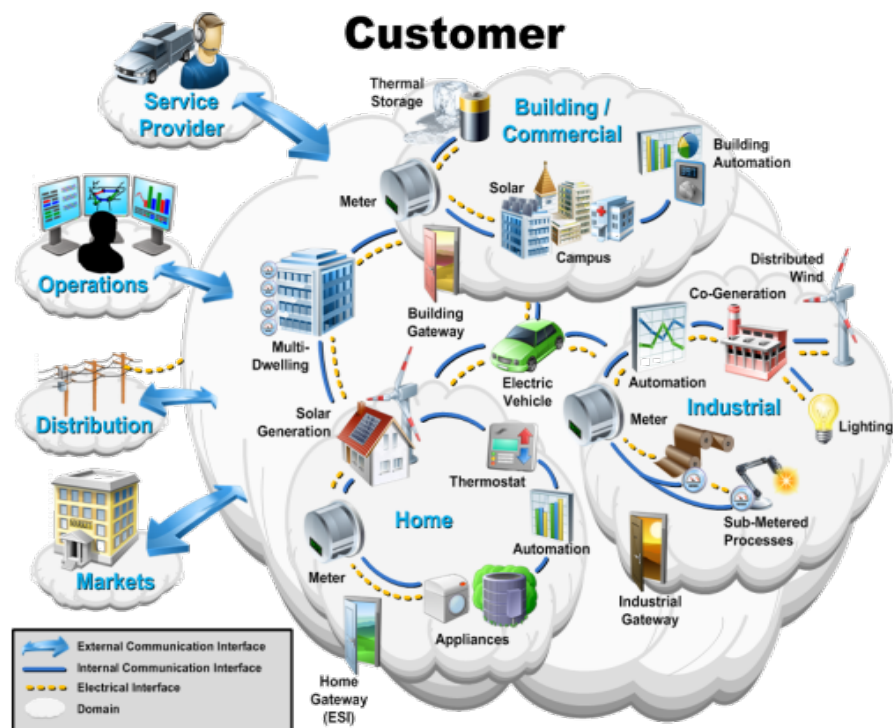 Customer
Service
Provider
Thermal
Storage
Building /
Commercial
Building
Automation
Meter
Solar
Campus
Operations
Multi-
Dwelling
Building
Gateway
Distributed
Wind
Co-Generation
Electric
Vehicle
Automation
Industrial
Lighting
Meter
Sub-Metered
Processes
Industrial
Gateway
Distribution
Solar
Generation
Thermostat
Home
Automation
Meter
Appliances
Home
Gateway
(ESI)
Markets
External Communication Interface
Internal Communication Interface
Electrical Interface
Domain